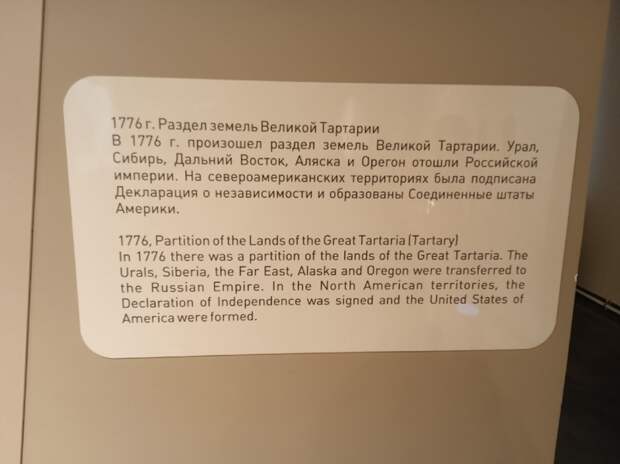 1776 г. Раздел земель Великой Тартарии
В 1776 г. произошел раздел земель Великой Тартарии. Урал,
Сибирь, Дальний Восток, Аляска и Орегон отошли Российской
империи. На североамериканских территориях была подписана
Декларация о независимости и образованы Соединенные штаты
Америки.
1776, Partition of the Lands of the Great Tartaria (Tartary)
In 1776 there was a partition of the lands of the Great Tartaria. The
Urals, Siberia, the Far East, Alaska and Oregon were transferred to
the Russian Empire. In the North American territories, the
Declaration of Independence was signed and the United States of
America were formed.